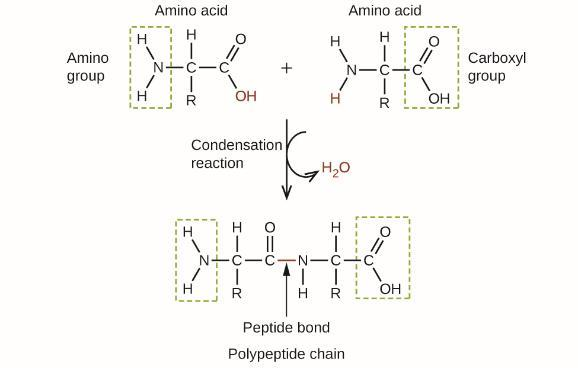 Amino acid
Amino acid
Amino
group
H
H
N
C
H
R
C
O
OH
+
H
H
N
C
H
R
C
O
OH
Carboxyl
group
Condensation
reaction
H₂O
H
H
N
C
H
R
C
O
N
H
C
H
R
C
O
OH
Peptide bond
Polypeptide chain